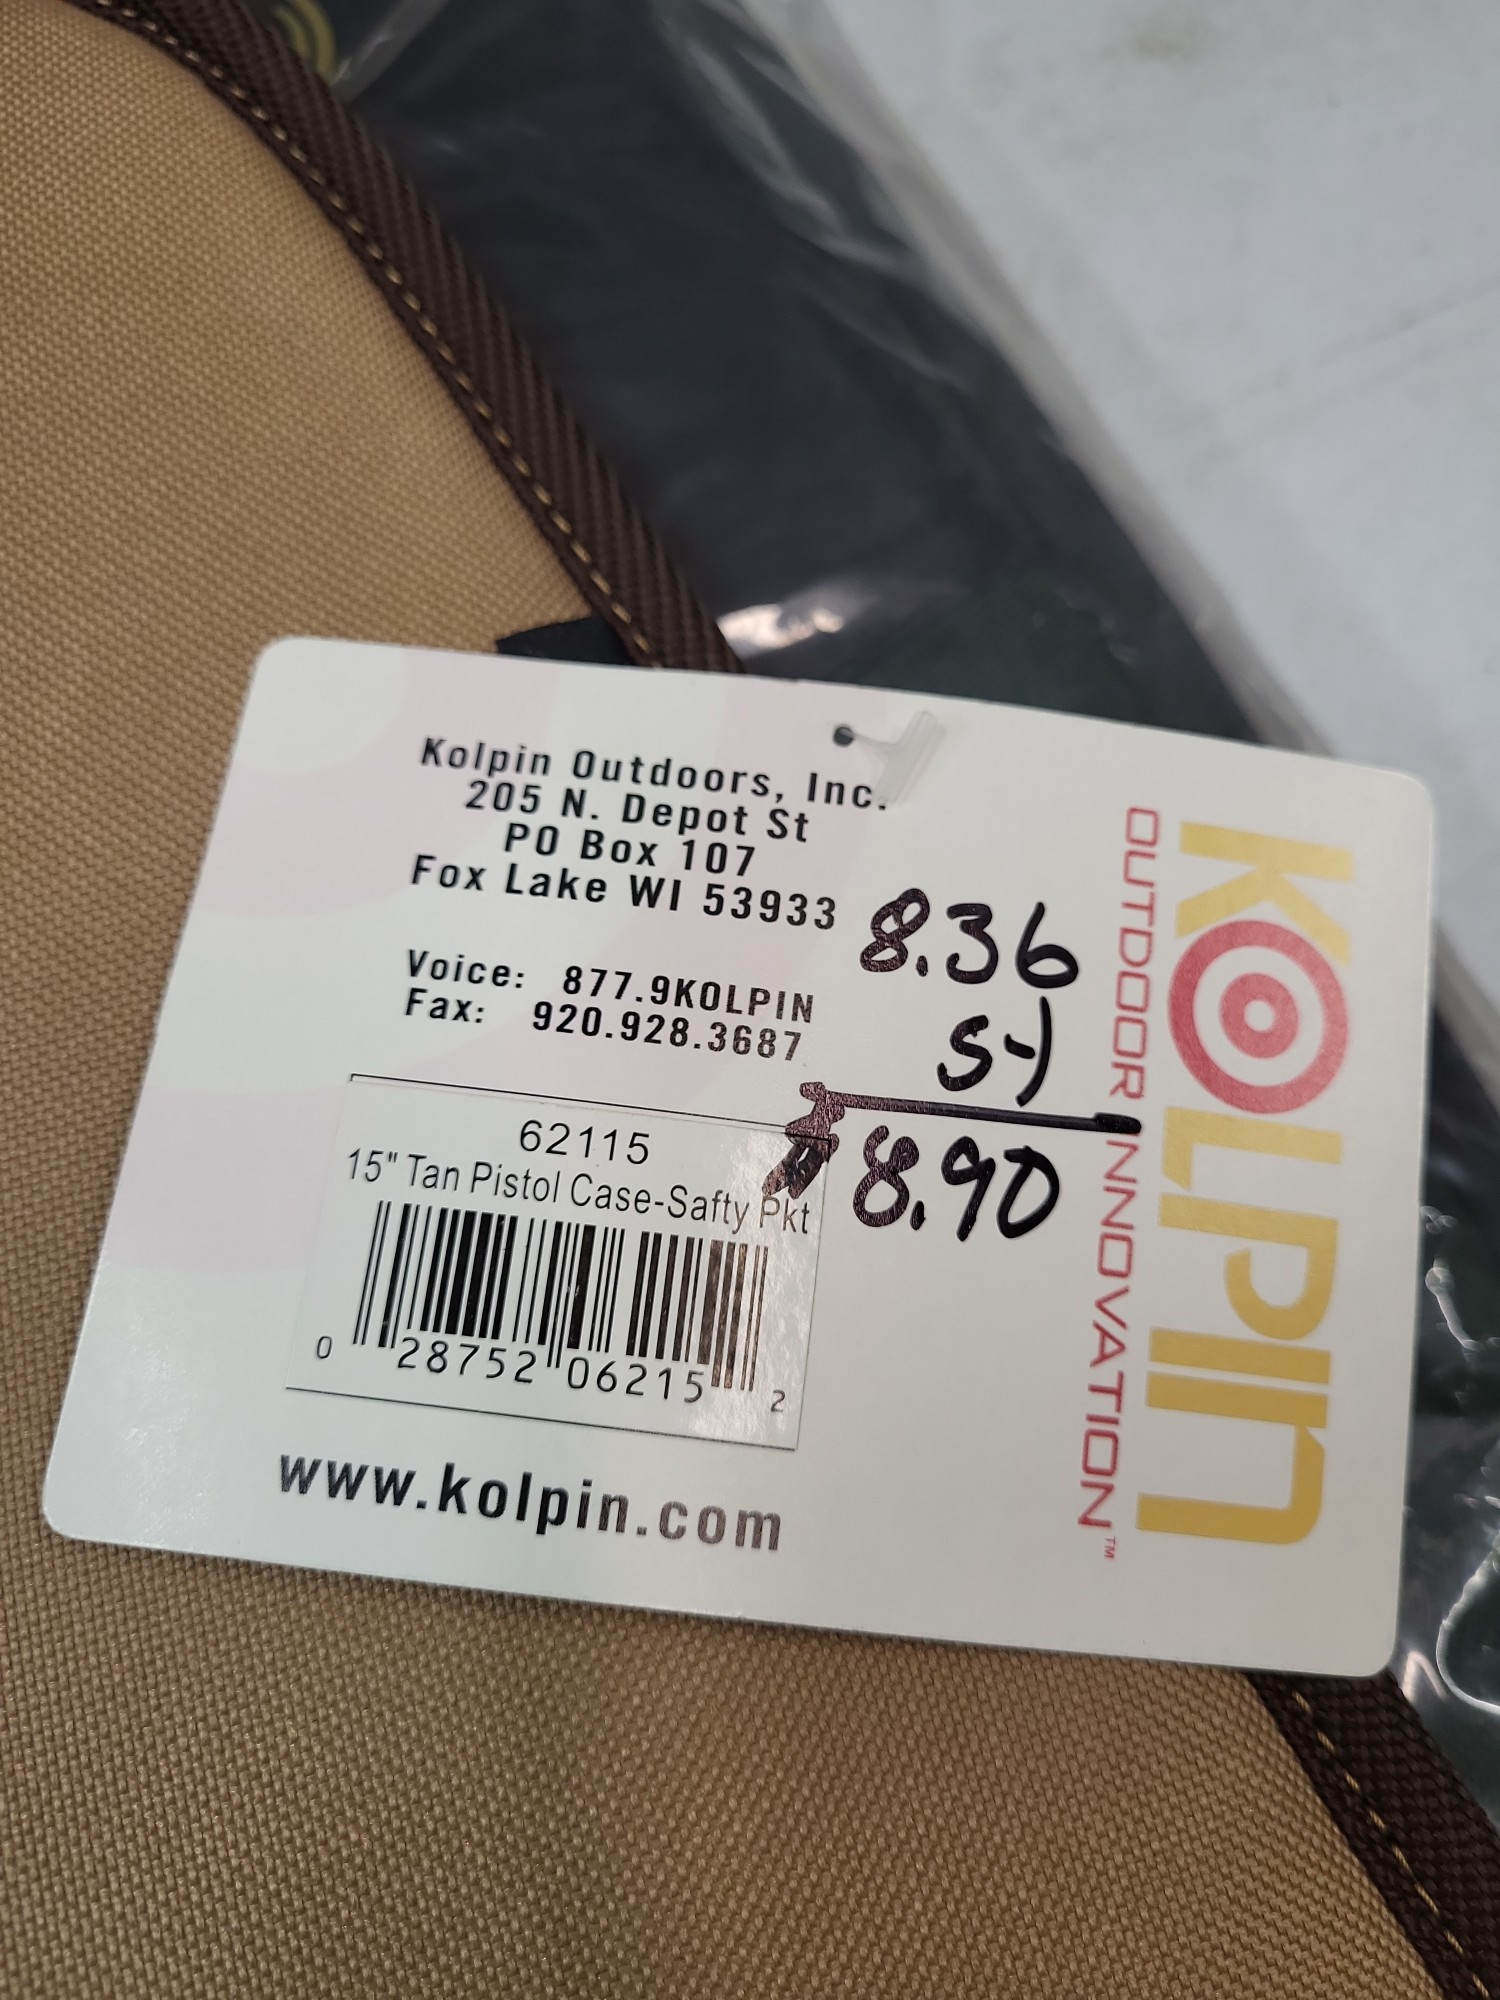 Kolpin Outdoors, Inc.
205 N. Depot St
PO Box 107
Fox Lake WI 53933
Voice: 877.9KOLPIN
Fax: 920.928.3687
8.36
8.90
62115
15" Tan Pistol Case-Safty Pkt
0 28752 06215 2
www.kolpin.com
KOLPIN
OUTDOOR INNOVATION™